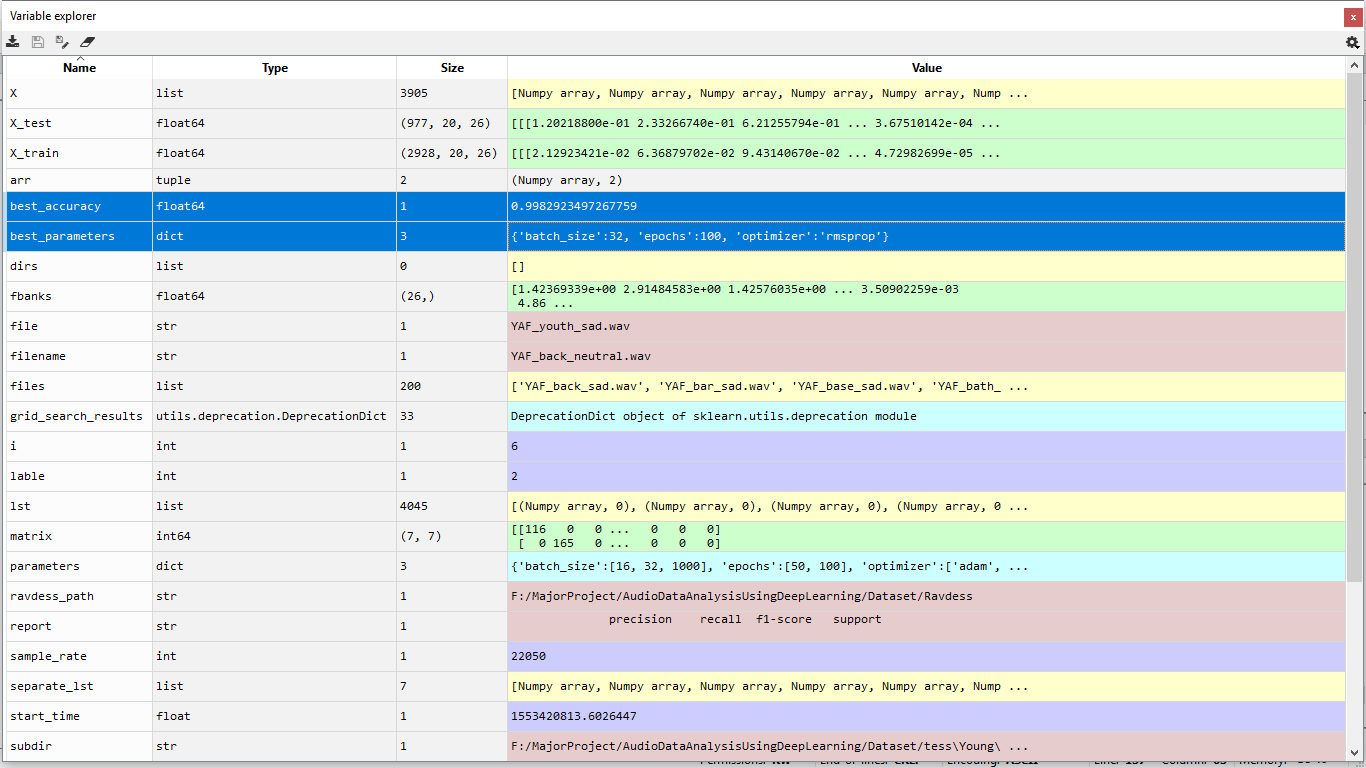 Variable explorer
x
Name Type Size Value
X list 3905 [Numpy array, Numpy array, Numpy array, Numpy array, Numpy array, Nump ...
X_test float64 (977, 20, 26) [[[1.20218800e-01 2.33266740e-01 6.21255794e-01 ... 3.67510142e-04 ...
X_train float64 (2928, 20, 26) [[[2.12923421e-02 6.36879702e-02 9.43140670e-02 ... 4.72982699e-05 ...
arr tuple 2 (Numpy array, 2)
best_accuracy float64 1 0.9982923497267759
best_parameters dict 3 {'batch_size':32, 'epochs':100, 'optimizer':'rmsprop'}
dirs list 0 []
fbanks float64 (26,) [1.42369339e+00 2.91484583e+00 1.42576035e+00 ... 3.50902259e-03
4.86 ...
file str 1 YAF_youth_sad.wav
filename str 1 YAF_back_neutral.wav
files list 200 ['YAF_back_sad.wav', 'YAF_bar_sad.wav', 'YAF_base_sad.wav', 'YAF_bath_ ...
grid_search_results utils.deprecation.DeprecationDict 33 DeprecationDict object of sklearn.utils.deprecation module
i int 1 6
lable int 1 2
lst list 4045 [(Numpy array, 0), (Numpy array, 0), (Numpy array, 0), (Numpy array, 0 ...
matrix int64 (7, 7) [[116 0 0 ... 0 0 0]
[ 0 165 0 ... 0 0 0]
parameters dict 3 {'batch_size':[16, 32, 1000], 'epochs':[50, 100], 'optimizer':['adam', ...
ravdess_path str 1 F:/MajorProject/AudioDataAnalysisUsingDeepLearning/Dataset/Ravdess
report str 1 precision recall f1-score support
sample_rate int 1 22050
separate_lst list 7 [Numpy array, Numpy array, Numpy array, Numpy array, Numpy array, Nump ...
start_time float 1 1553420813.6026447
subdir str 1 F:/MajorProject/AudioDataAnalysisUsingDeepLearning/Dataset/tess\Young\ ...